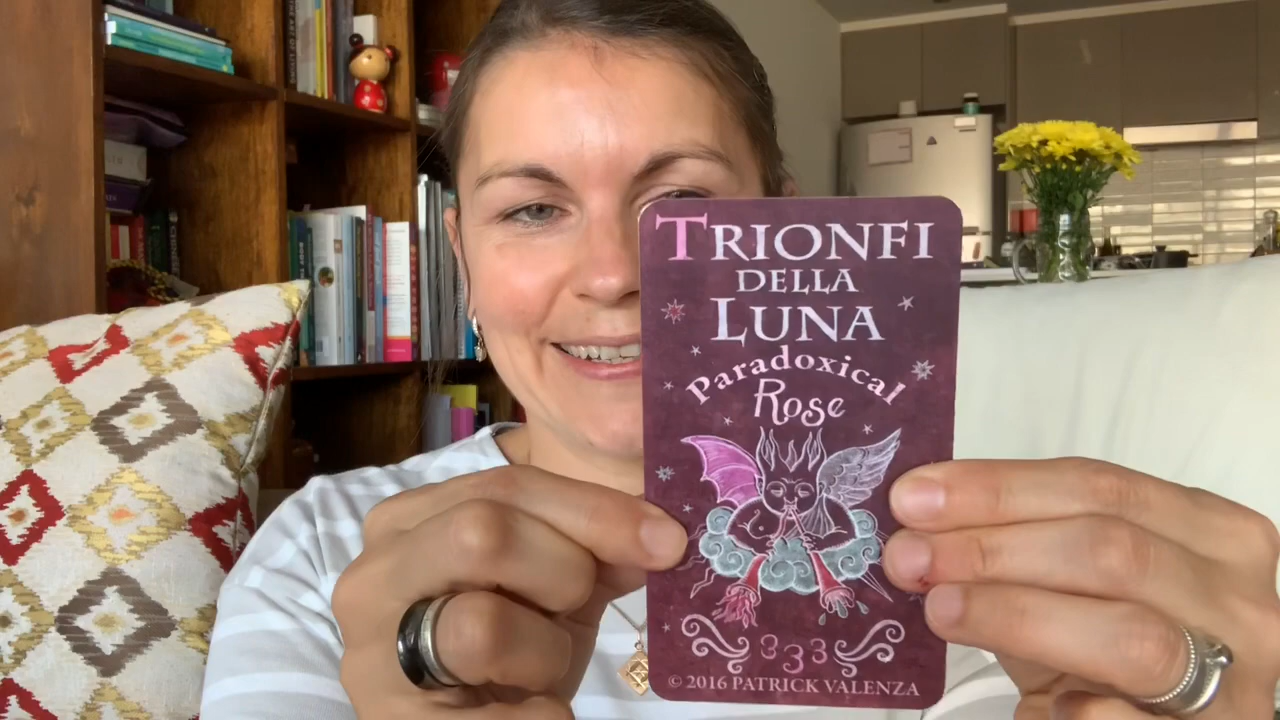 TRIONFI
DELLA
LUNA
Paradoxical
Rose
333
© 2016 PATRICK VALENZA